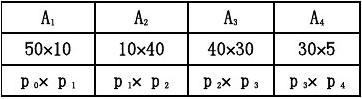 A₁ A₂ A₃ A₄
50×10 10×40 40×30 30×5
p₀× p₁ p₁× p₂ p₂× p₃ p₃× p₄